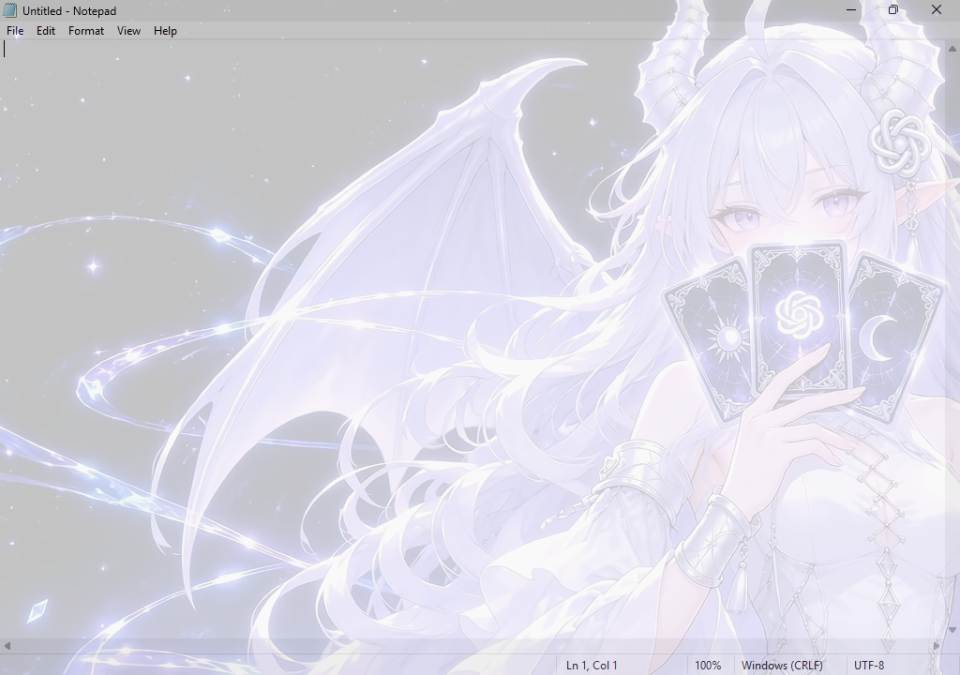 Untitled - Notepad
File Edit Format View Help
Ln 1, Col 1 100% Windows (CRLF) UTF-8